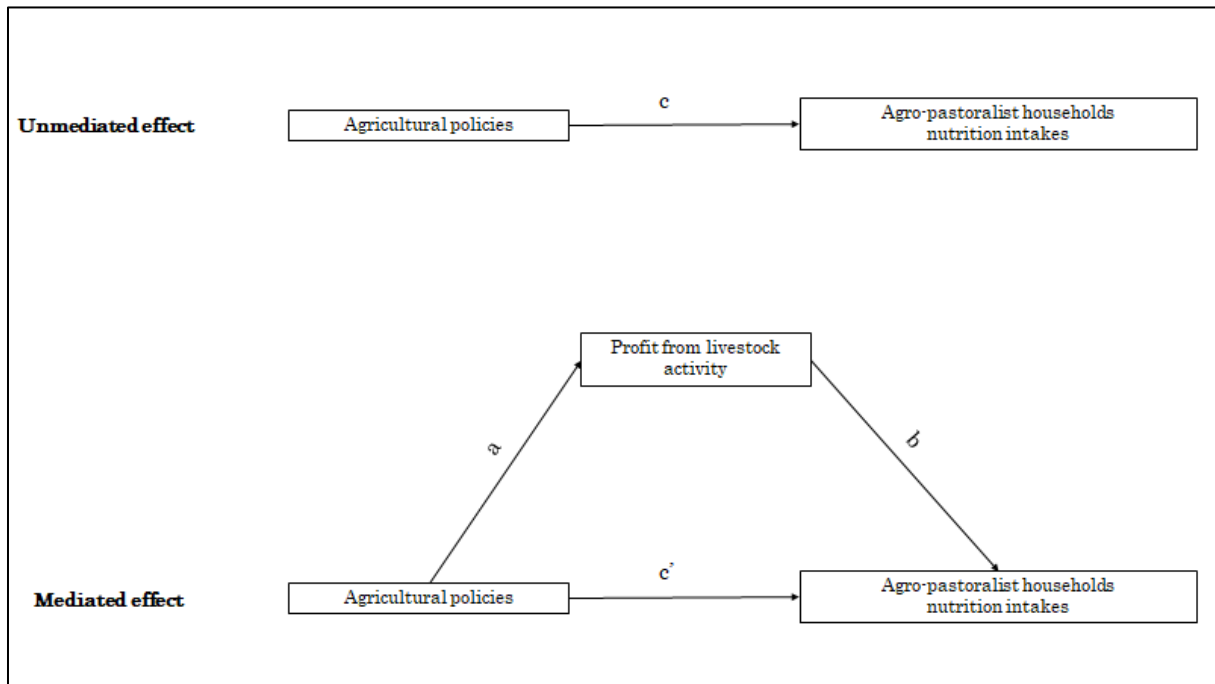 c
Unmediated effect
Agricultural policies
Agro-pastoralist households
nutrition intakes
Profit from livestock
activity
a
b
c’
Mediated effect
Agricultural policies
Agro-pastoralist households
nutrition intakes